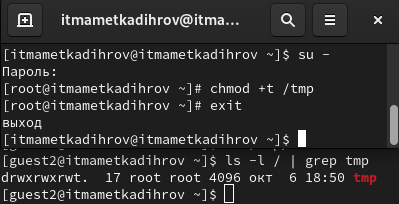 itmametkadihrov@itma...
[itmametkadihrov@itmametkadihrov ~]$ su -
Пароль:
[root@itmametkadihrov ~]# chmod +t /tmp
[root@itmametkadihrov ~]# exit
выход
[itmametkadihrov@itmametkadihrov ~]$
[guest2@itmametkadihrov ~]$ ls -l / | grep tmp
drwxrwxrwt.  17 root root 4096 окт  6 18:50 tmp
[guest2@itmametkadihrov ~]$